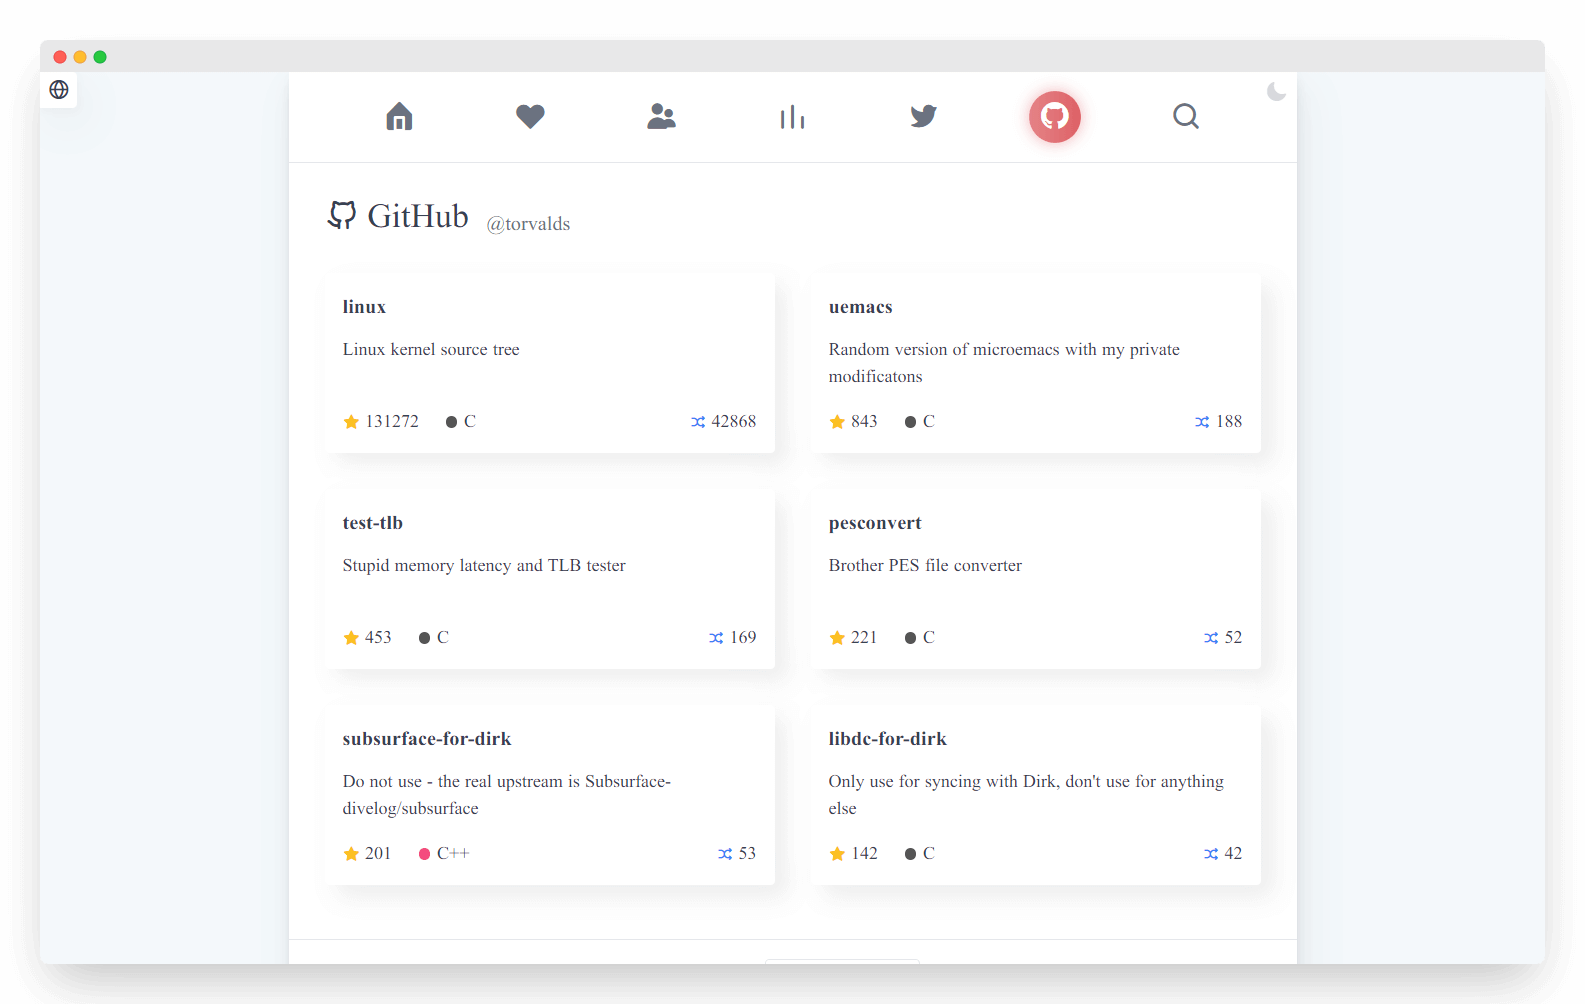 GitHub @torvalds
linux
Linux kernel source tree
131272 C 42868
uemacs
Random version of microemacs with my private
modificatons
843 C 188
test-tlb
Stupid memory latency and TLB tester
453 C 169
pesconvert
Brother PES file converter
221 C 52
subsurface-for-dirk
Do not use - the real upstream is Subsurface-
divelog/subsurface
201 C++ 53
libdc-for-dirk
Only use for syncing with Dirk, don't use for anything
else
142 C 42